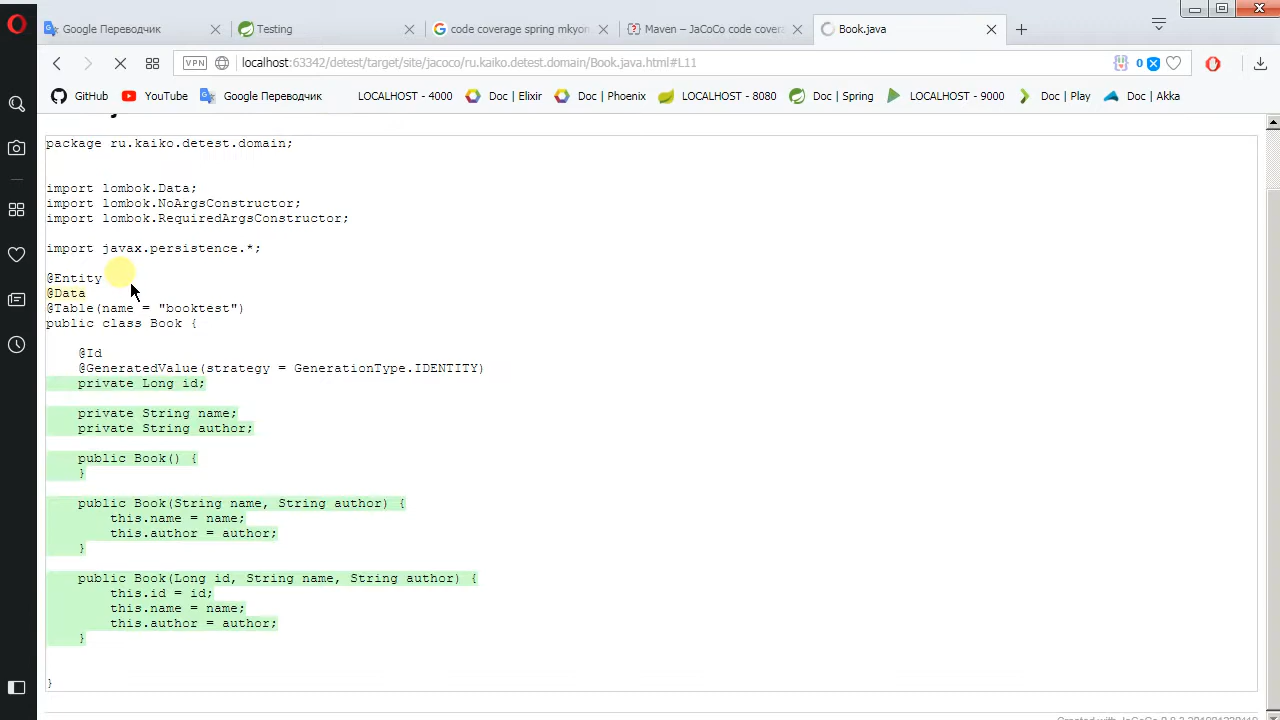 Google Переводчик
Testing
code coverage spring mkyon
Maven – JaCoCo code covera
Book.java
VPN
localhost:63342/detest/target/site/jacoco/ru.kaiko.detest.domain/Book.java.html#L11
0
GitHub
YouTube
Google Переводчик
LOCALHOST - 4000
Doc | Elixir
Doc | Phoenix
LOCALHOST - 8080
Doc | Spring
LOCALHOST - 9000
Doc | Play
Doc | Akka
package ru.kaiko.detest.domain;
import lombok.Data;
import lombok.NoArgsConstructor;
import lombok.RequiredArgsConstructor;
import javax.persistence.*;
@Entity
@Data
@Table(name = "booktest")
public class Book {
@Id
@GeneratedValue(strategy = GenerationType.IDENTITY)
private Long id;
private String name;
private String author;
public Book() {
}
public Book(String name, String author) {
this.name = name;
this.author = author;
}
public Book(Long id, String name, String author) {
this.id = id;
this.name = name;
this.author = author;
}
}